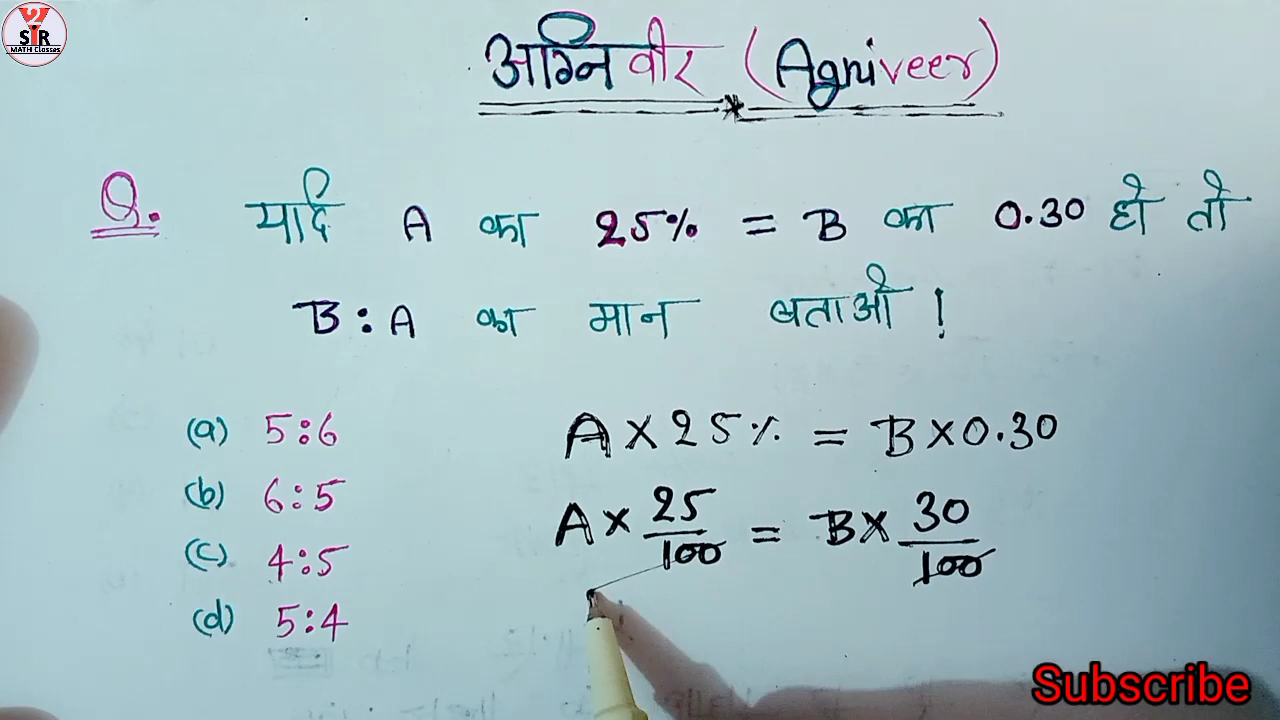 Y2
SIR
MATH Classes
अग्निवीर (Agniveer)
Q. यदि A का 25% = B का 0.30 हो तो
B : A का मान बताओ !
(a) 5:6
(b) 6:5
(c) 4:5
(d) 5:4
A × 25% = B × 0.30
A × 25/100 = B × 30/100
Subscribe